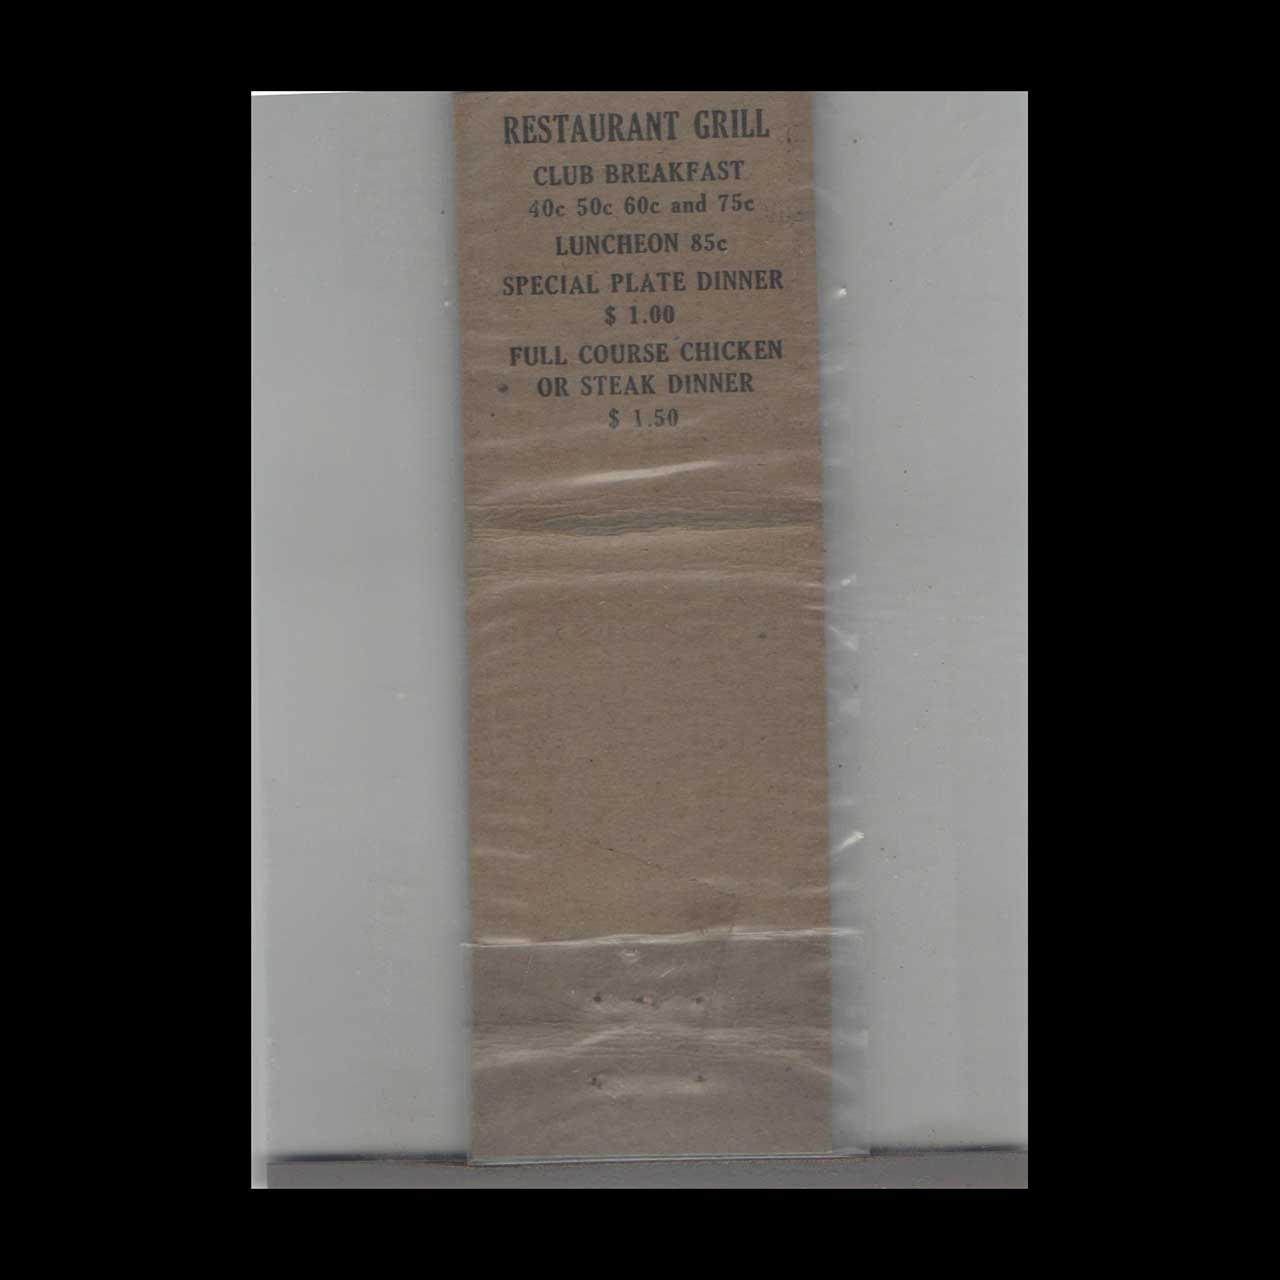 RESTAURANT GRILL
CLUB BREAKFAST
40c 50c 60c and 75c
LUNCHEON 85c
SPECIAL PLATE DINNER
$ 1.00
FULL COURSE CHICKEN
OR STEAK DINNER
$ 1.50